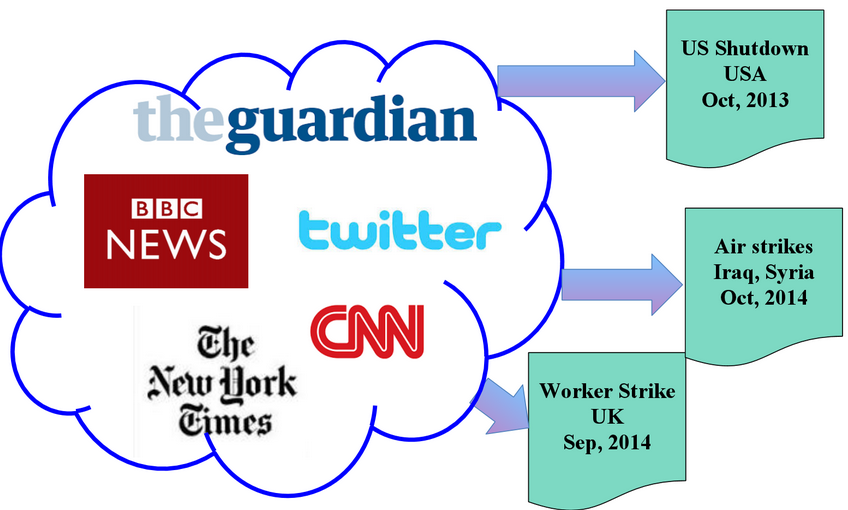 theguardian
BBC
NEWS
twitter
CNN
The
New York
Times
US Shutdown
USA
Oct, 2013
Air strikes
Iraq, Syria
Oct, 2014
Worker Strike
UK
Sep, 2014